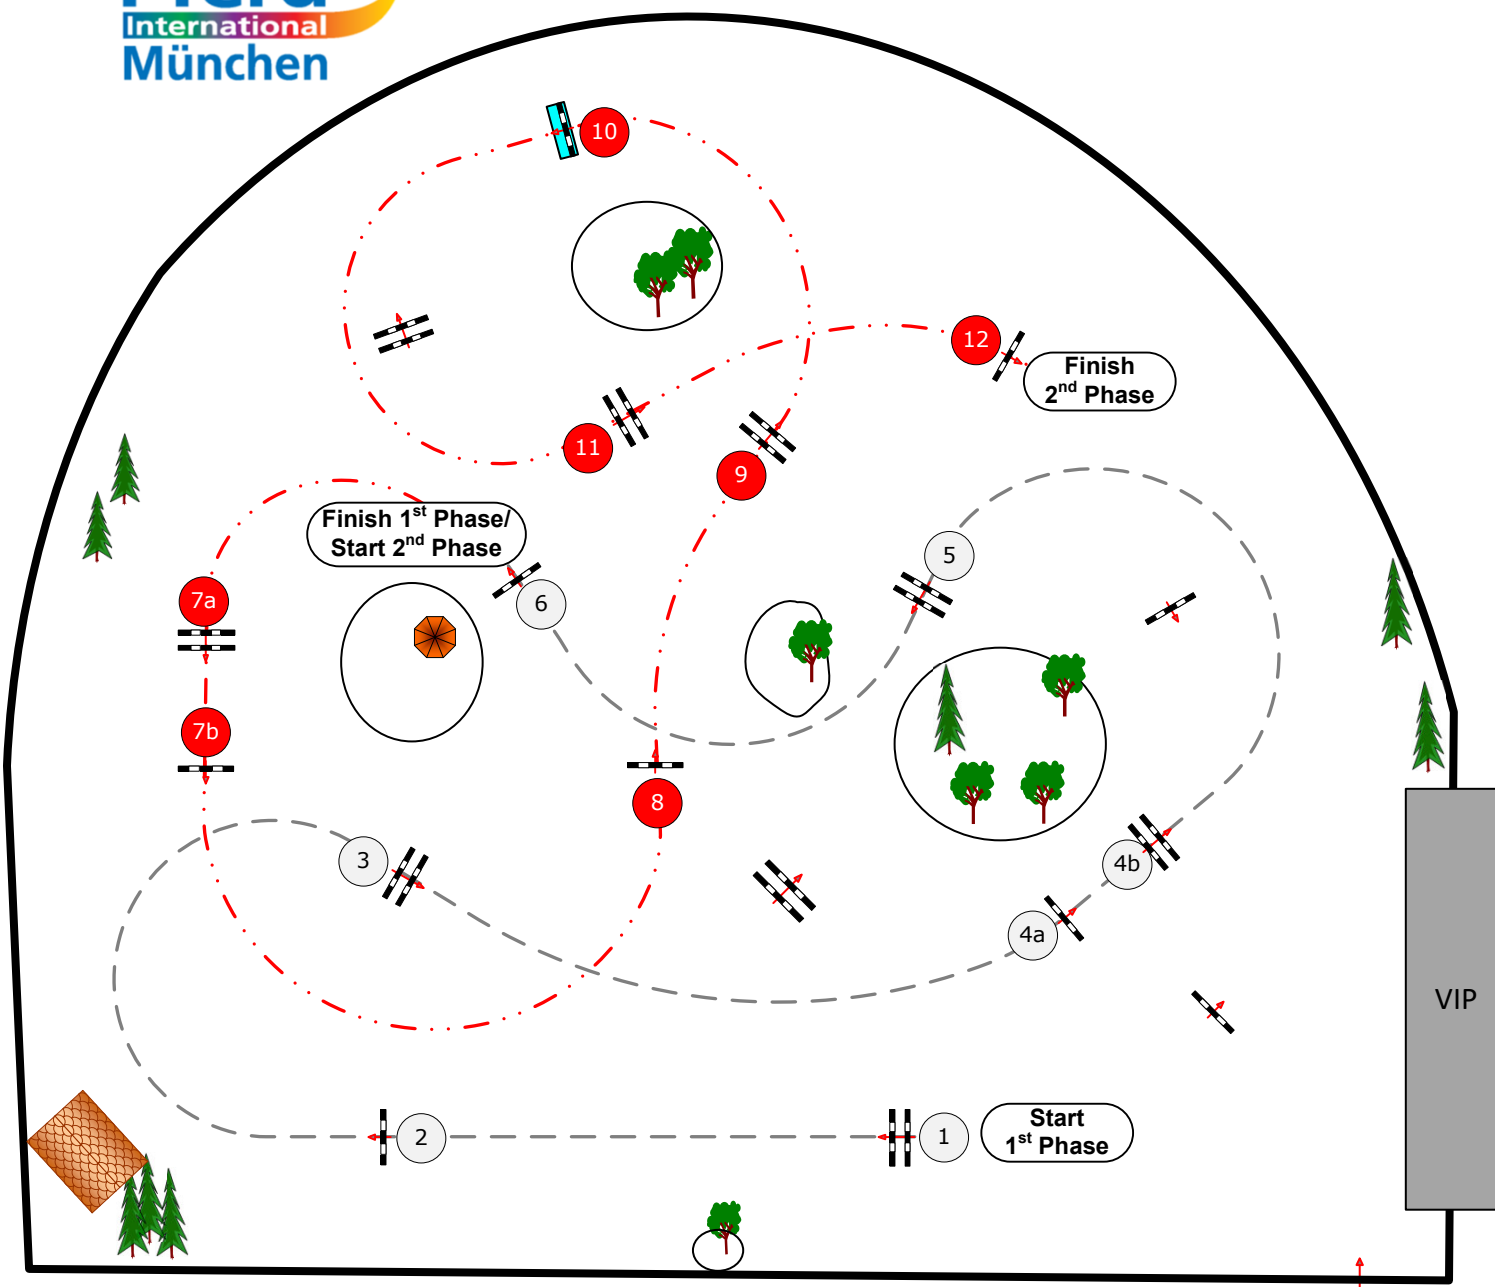 International
München
10
12
Finish
2nd Phase
11
9
Finish 1st Phase/
Start 2nd Phase
5
6
7a
7b
8
3
4b
4a
VIP
2
1
Start
1st Phase